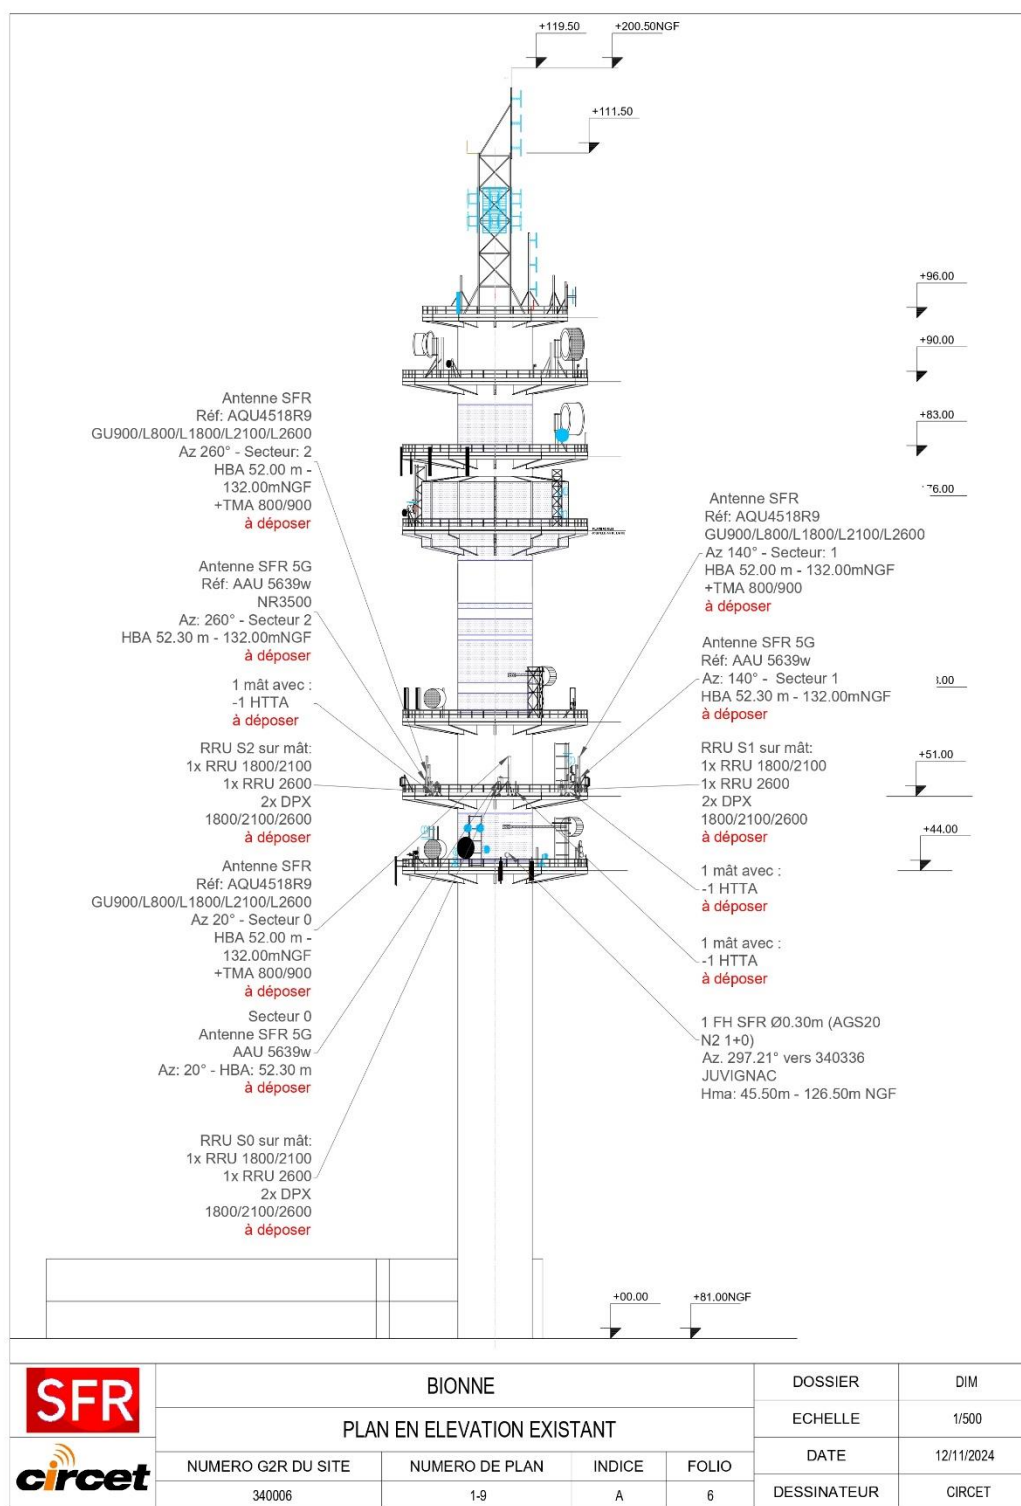 +119.50
+200.50NGF
+111.50
+96.00
+90.00
+83.00
76.00
Antenne SFR
Réf: AQU4518R9
GU900/L800/L1800/L2100/L2600
Az 260° - Secteur: 2
HBA 52.00 m -
132.00mNGF
+TMA 800/900
à déposer
Antenne SFR 5G
Réf: AAU 5639w
NR3500
Az: 260° - Secteur 2
HBA 52.30 m - 132.00mNGF
à déposer
1 mât avec :
-1 HTTA
à déposer
RRU S2 sur mât:
1x RRU 1800/2100
1x RRU 2600
2x DPX
1800/2100/2600
à déposer
Antenne SFR
Réf: AQU4518R9
GU900/L800/L1800/L2100/L2600
Az 20° - Secteur 0
HBA 52.00 m -
132.00mNGF
+TMA 800/900
à déposer
Secteur 0
Antenne SFR 5G
AAU 5639w
Az: 20° - HBA: 52.30 m
à déposer
RRU S0 sur mât:
1x RRU 1800/2100
1x RRU 2600
2x DPX
1800/2100/2600
à déposer
Antenne SFR
Réf: AQU4518R9
GU900/L800/L1800/L2100/L2600
Az 140° - Secteur: 1
HBA 52.00 m - 132.00mNGF
+TMA 800/900
à déposer
Antenne SFR 5G
Réf: AAU 5639w
Az: 140° - Secteur 1
HBA 52.30 m - 132.00mNGF
à déposer
.00
RRU S1 sur mât:
1x RRU 1800/2100
1x RRU 2600
2x DPX
1800/2100/2600
à déposer
+51.00
+44.00
1 mât avec :
-1 HTTA
à déposer
1 mât avec :
-1 HTTA
à déposer
1 FH SFR Ø0.30m (AGS20
N2 1+0)
Az. 297.21° vers 340336
JUVIGNAC
Hma: 45.50m - 126.50m NGF
+00.00
+81.00NGF
SFR
circet
BIONNE
PLAN EN ELEVATION EXISTANT
NUMERO G2R DU SITE
NUMERO DE PLAN
INDICE
FOLIO
340006
1-9
A
6
DOSSIER
DIM
ECHELLE
1/500
DATE
12/11/2024
DESSINATEUR
CIRCET